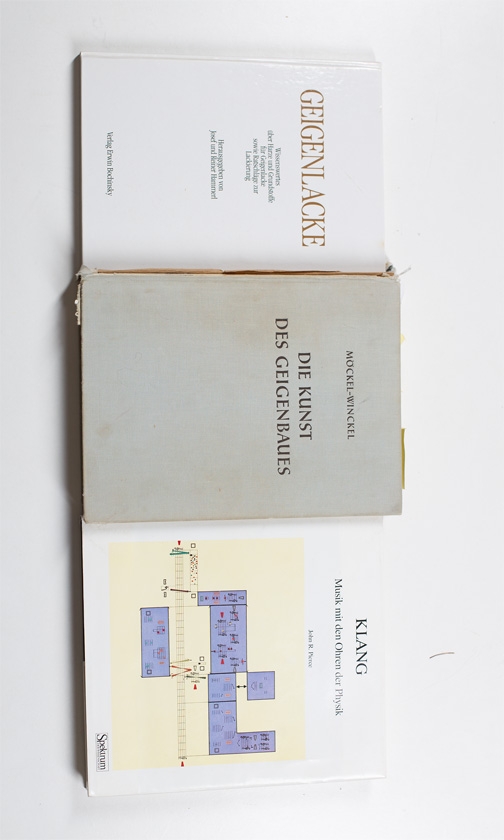 GEIGENLACKE
Wissenswertes
über Harze und Grundstoffe
für Geigenlacke
sowie Ratschläge zur
Lackierung
Herausgegeben von
Josef und Reiner Hammerl
Verlag Erwin Bochinsky
MÖCKEL-WINCKEL
DIE KUNST
DES GEIGENBAUES
KLANG
Musik mit den Ohren der Physik
John R. Pierce
Spektrum